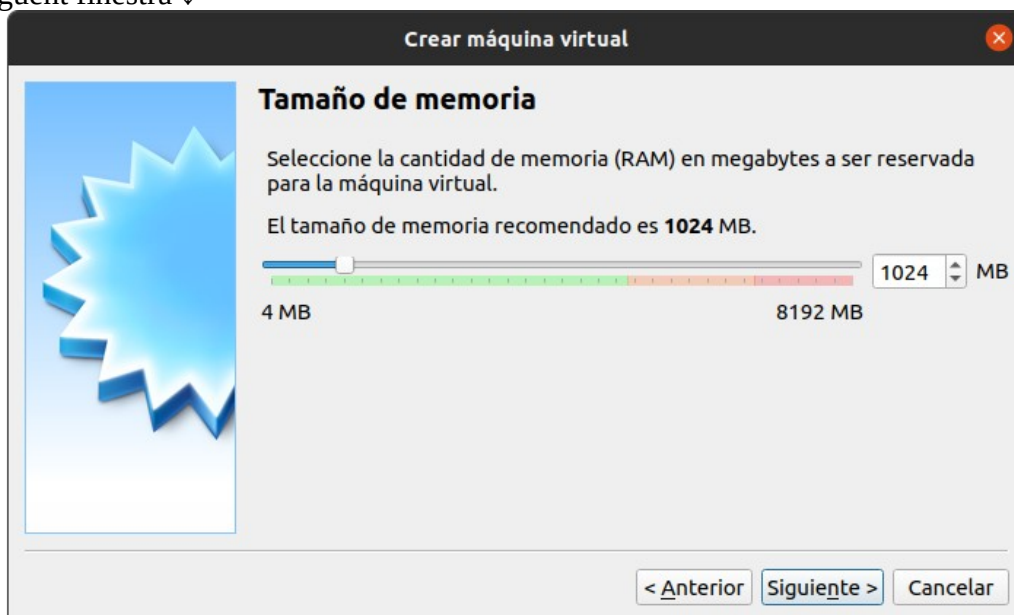 finestra
Crear máquina virtual
Tamaño de memoria
Seleccione la cantidad de memoria (RAM) en megabytes a ser reservada
para la máquina virtual.
El tamaño de memoria recomendado es 1024 MB.
1024 MB
4 MB 8192 MB
< Anterior Siguiente > Cancelar